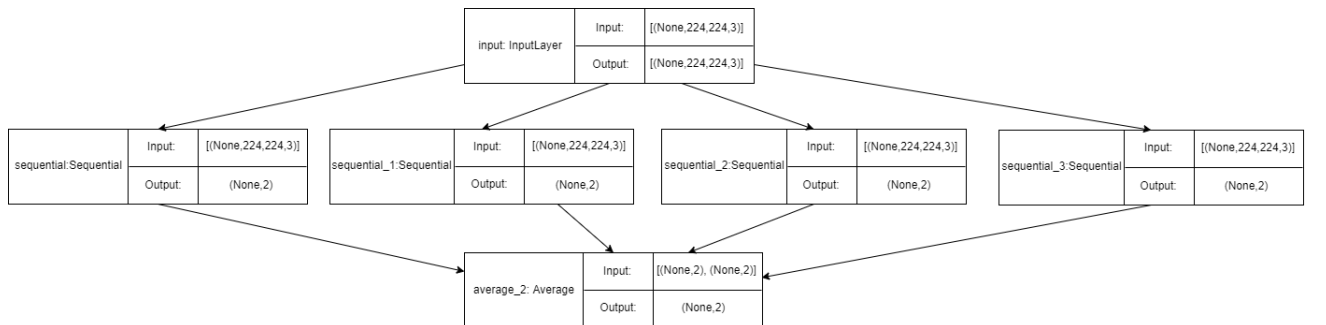 input: InputLayer
Input:
[(None,224,224,3)]
Output:
[(None,224,224,3)]
sequential:Sequential
Input:
[(None,224,224,3)]
Output:
(None,2)
sequential_1:Sequential
Input:
[(None,224,224,3)]
Output:
(None,2)
sequential_2:Sequential
Input:
[(None,224,224,3)]
Output:
(None,2)
sequential_3:Sequential
Input:
[(None,224,224,3)]
Output:
(None,2)
average_2: Average
Input:
[(None,2), (None,2)]
Output:
(None,2)